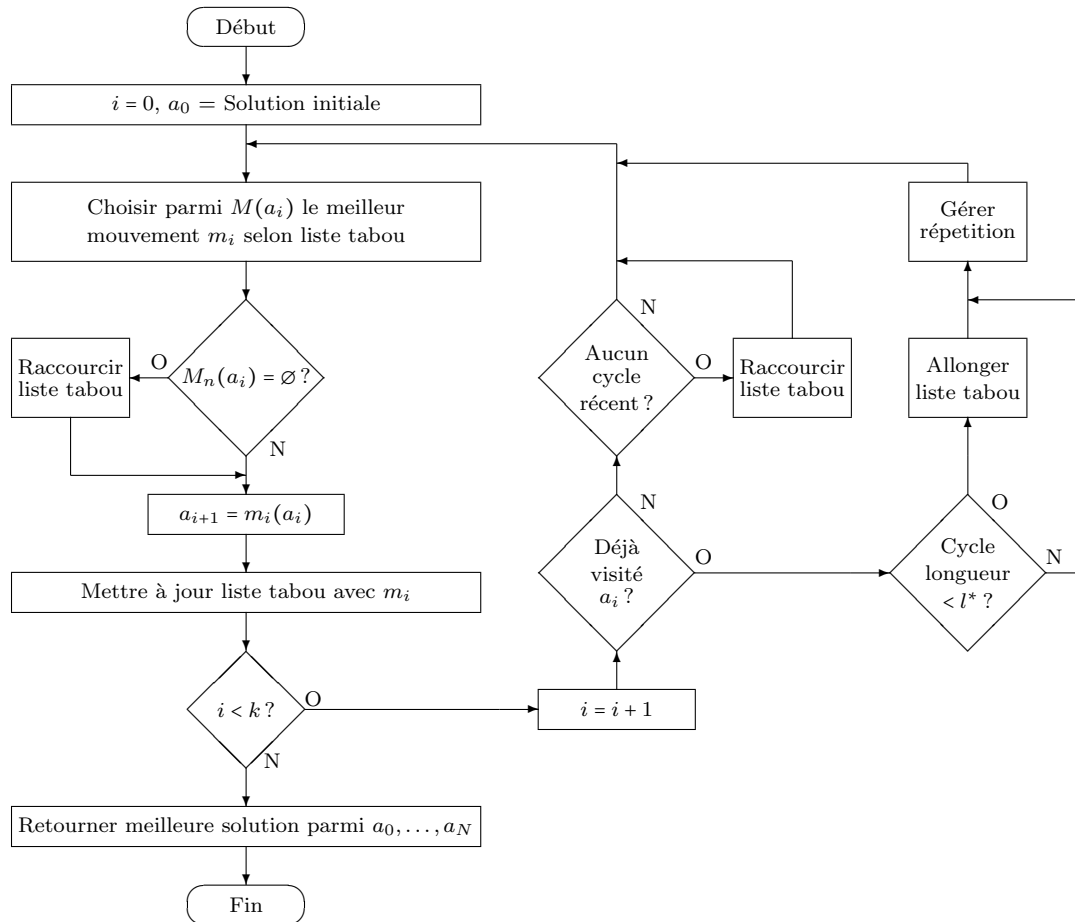 Début
i = 0, a₀ = Solution initiale
Choisir parmi M(aᵢ) le meilleur
mouvement mᵢ selon liste tabou
Mₙ(aᵢ) = ∅ ?
O
N
Raccourcir
liste tabou
aᵢ₊₁ = mᵢ(aᵢ)
Mettre à jour liste tabou avec mᵢ
i < k ?
O
N
Retourner meilleure solution parmi a₀, . . . , a_N
Fin
i = i + 1
Déjà
visité
aᵢ ?
N
O
Aucun
cycle
récent ?
N
O
Raccourcir
liste tabou
Cycle
longueur
< l* ?
O
N
Allonger
liste tabou
Gérer
répetition